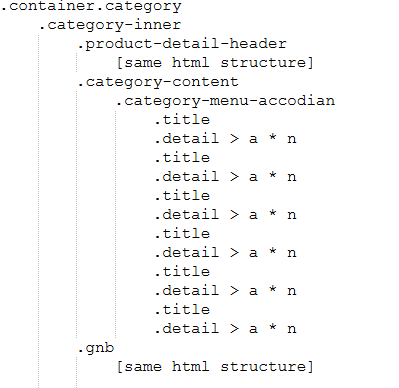 .container.category
.category-inner
.product-detail-header
[same html structure]
.category-content
.category-menu-accodian
.title
.detail > a * n
.title
.detail > a * n
.title
.detail > a * n
.title
.detail > a * n
.title
.detail > a * n
.title
.detail > a * n
.gnb
[same html structure]